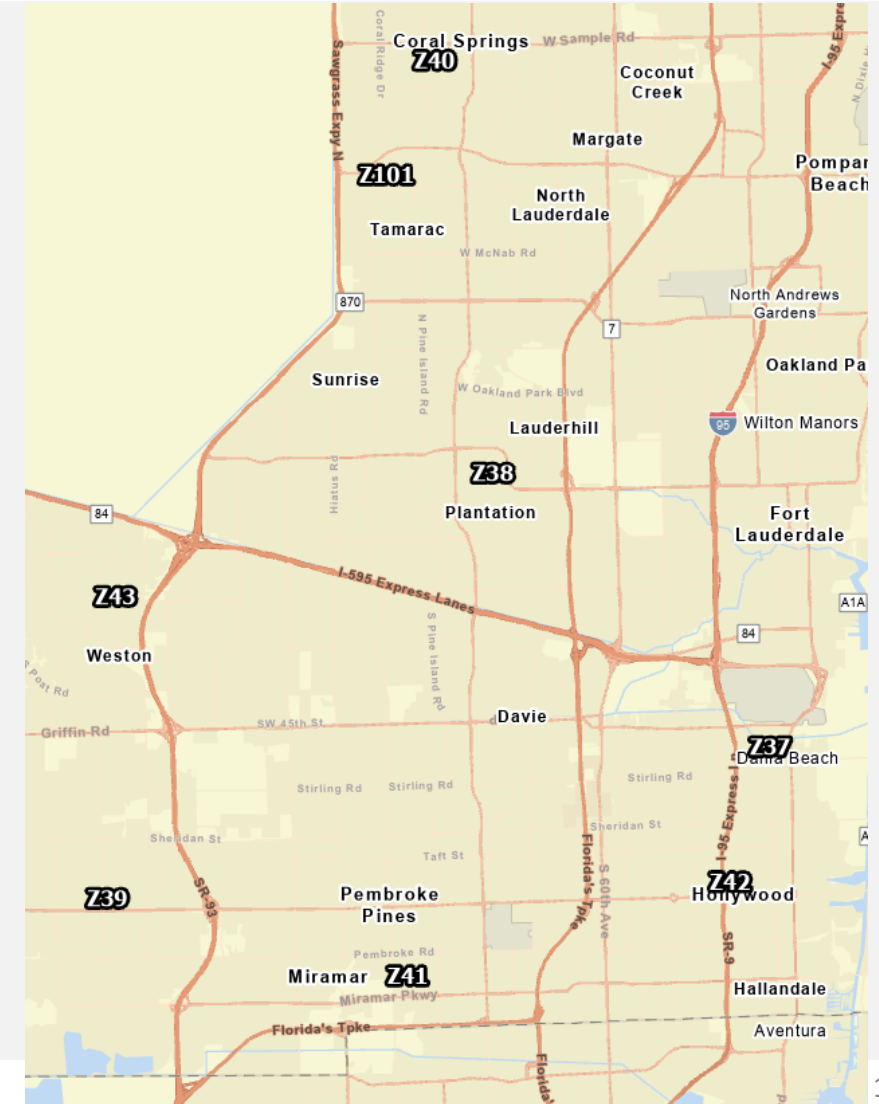 Sawgrass Expy N
Coral Ridge Dr
Coral Springs
W Sample Rd
Z40
I-95 Expre
Coconut
Creek
N Dixie H
Margate
Z101
Pompar
Beach
North
Lauderdale
Tamarac
W McNab Rd
870
North Andrews
Gardens
7
N Pine Island Rd
Oakland Pa
Sunrise
W Oakland Park Blvd
Lauderhill
95
Wilton Manors
Hiatus Rd
Z38
84
Plantation
Fort
Lauderdale
I-595 Express Lanes
Z43
A1A
S Pine Island Rd
84
Weston
Post Rd
Davie
SW 45th St
Griffin Rd
Z37
Dania Beach
Stirling Rd
Stirling Rd
Stirling Rd
I-95 Express l
Sheridan St
Sheridan St
A
Taft St
Florida's Tpke
S 60th Ave
SR-93
Z42
Hollywood
Z39
Pembroke
Pines
SR-9
Pembroke Rd
Miramar
Z41
Miramar Pkwy
Hallandale
Florida's Tpke
Aventura
Florida'